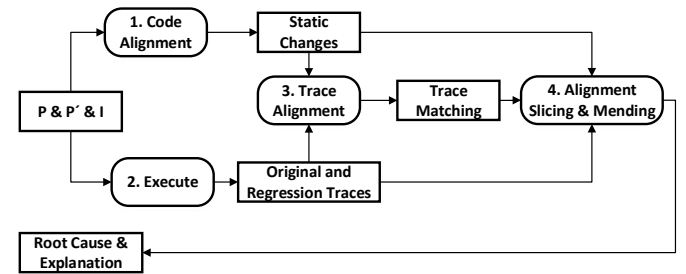 1. Code
Alignment
Static
Changes
3. Trace
Alignment
Trace
Matching
4. Alignment
Slicing & Mending
P & P´ & I
2. Execute
Original and
Regression Traces
Root Cause &
Explanation